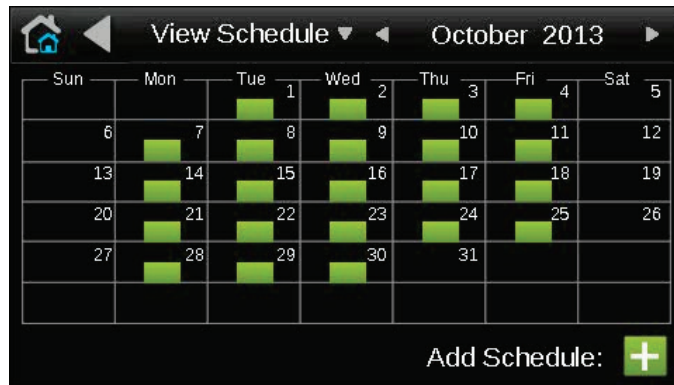 View Schedule ▼ ◀ October 2013 ▶
Sun Mon Tue Wed Thu Fri Sat
1 2 3 4 5
6 7 8 9 10 11 12
13 14 15 16 17 18 19
20 21 22 23 24 25 26
27 28 29 30 31
Add Schedule: +